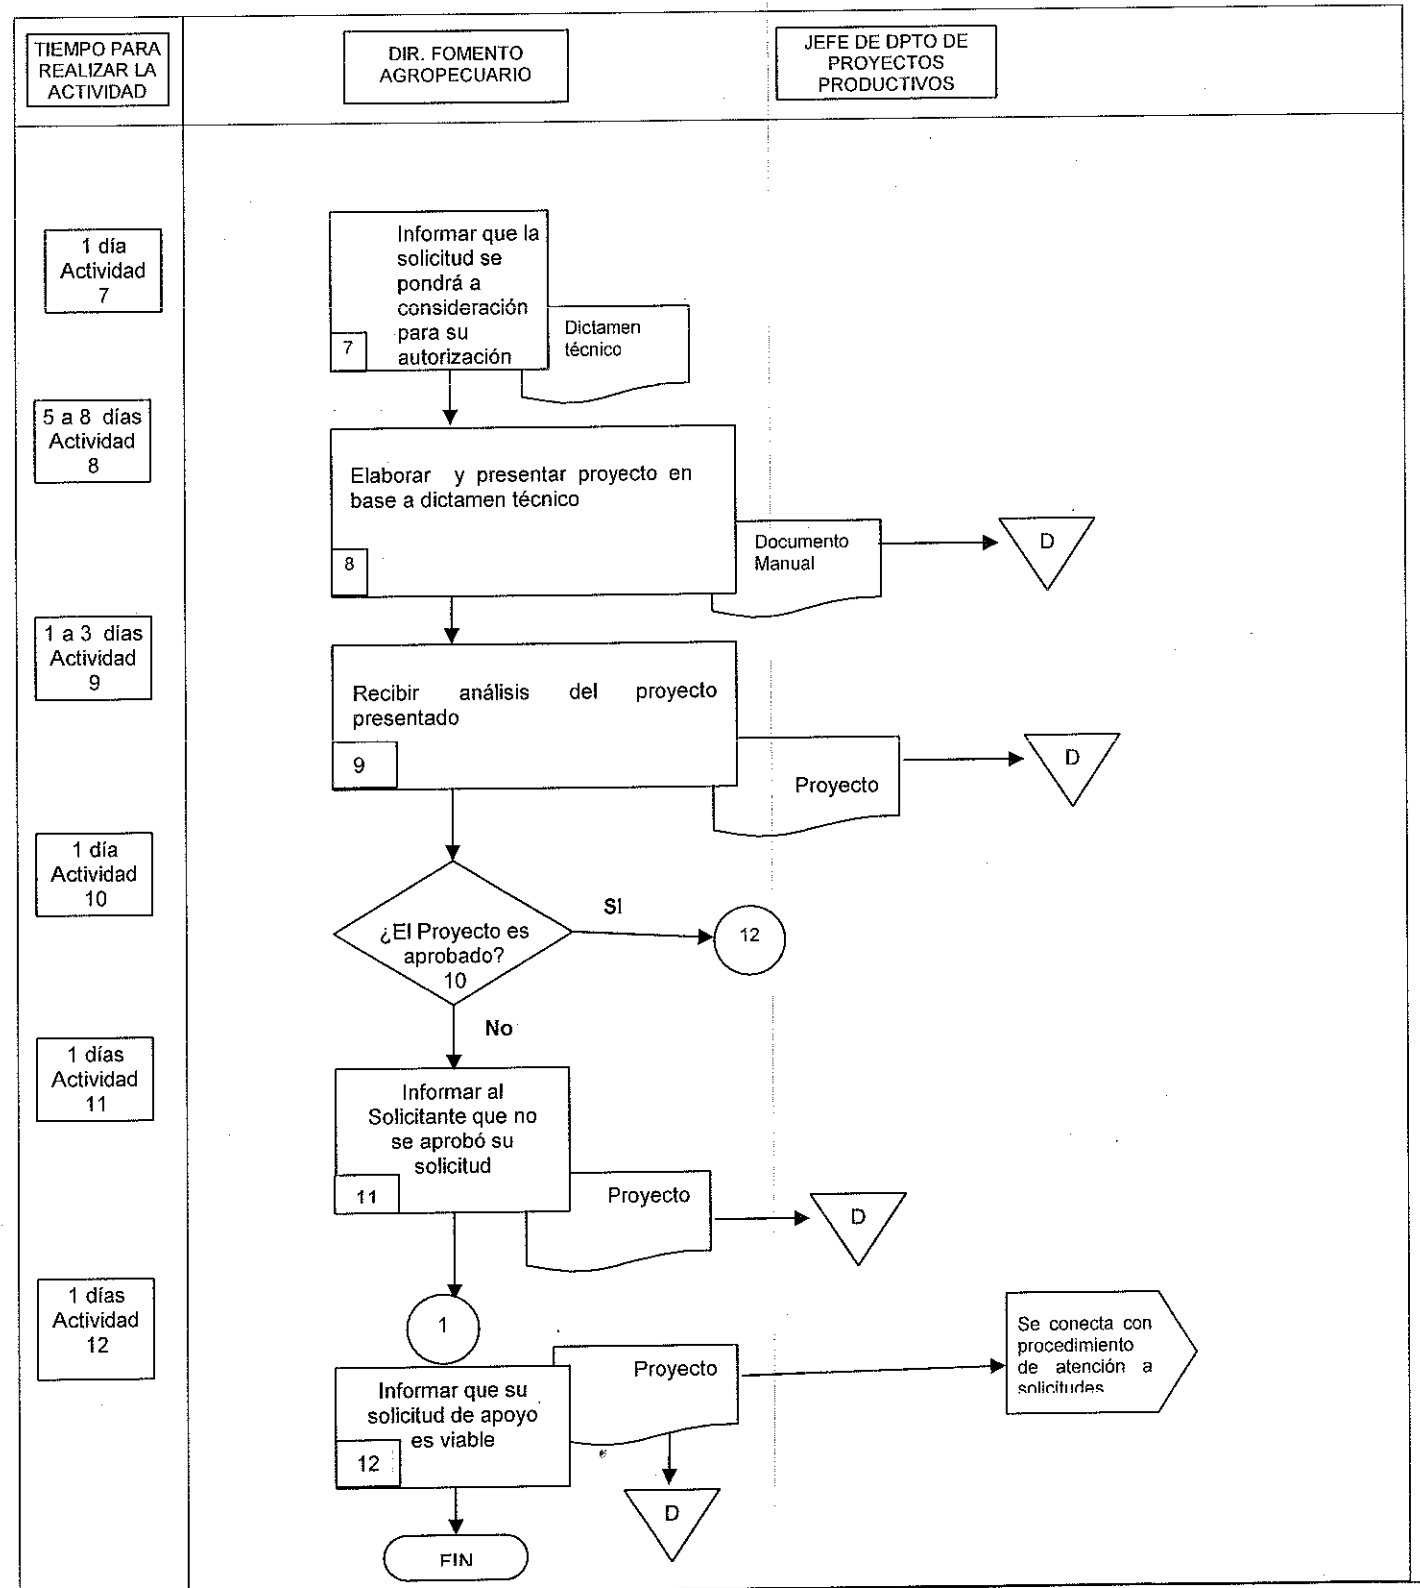 TIEMPO PARA
REALIZAR LA
ACTIVIDAD
DIR. FOMENTO
AGROPECUARIO
JEFE DE DPTO DE
PROYECTOS
PRODUCTIVOS
1 día
Actividad
7
Informar que la
solicitud se
pondrá a
consideración
para su
autorización
7
Dictamen
técnico
5 a 8 días
Actividad
8
Elaborar y presentar proyecto en
base a dictamen técnico
8
Documento
Manual
D
1 a 3 dias
Actividad
9
Recibir análisis del proyecto
presentado
9
Proyecto
D
1 día
Actividad
10
¿El Proyecto es
aprobado?
10
SI
12
No
1 días
Actividad
11
Informar al
Solicitante que no
se aprobó su
solicitud
11
Proyecto
D
1 días
Actividad
12
1
Informar que su
solicitud de apoyo
es viable
12
Proyecto
D
Se conecta con
procedimiento
de atención a
solicitudes
FIN